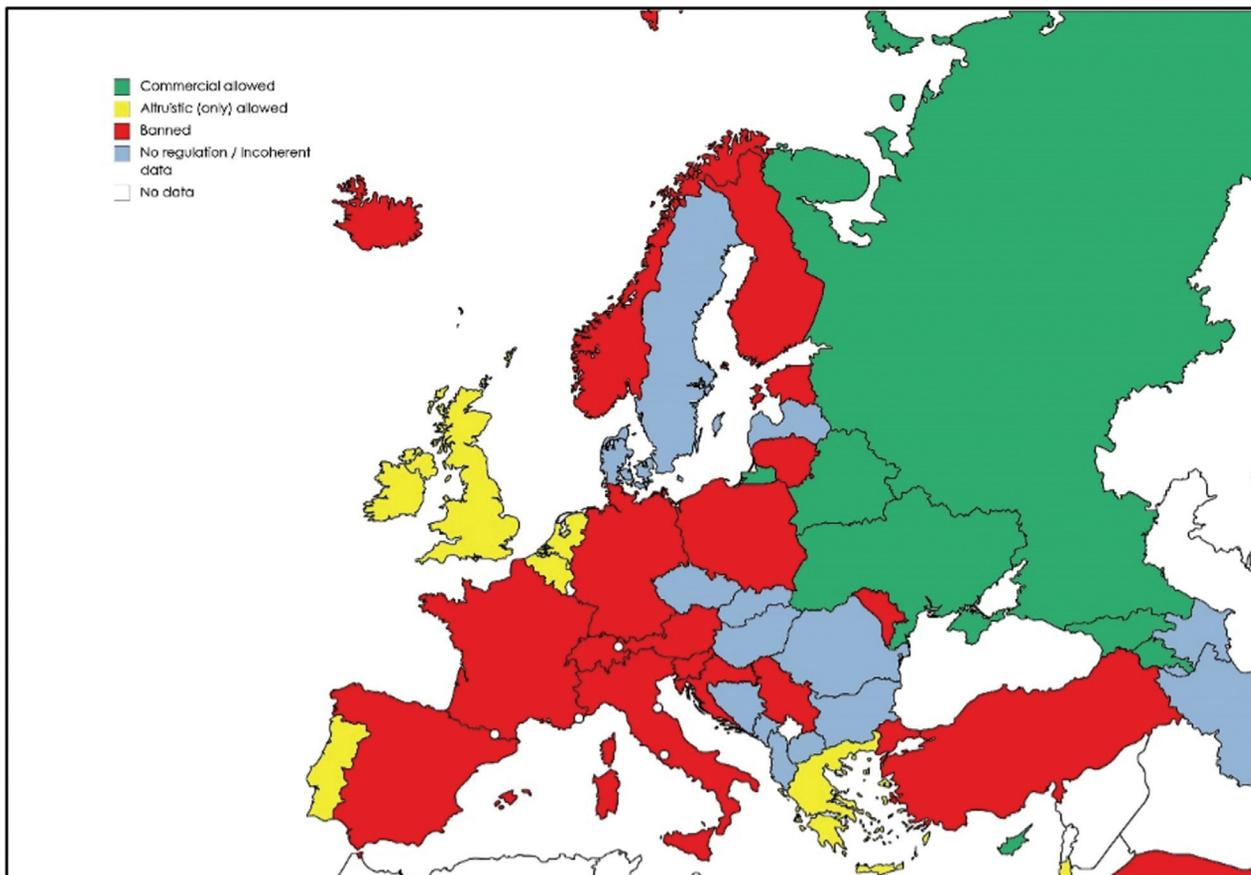 Commercial allowed
Altruistic (only) allowed
Banned
No regulation / Incoherent
data
No data